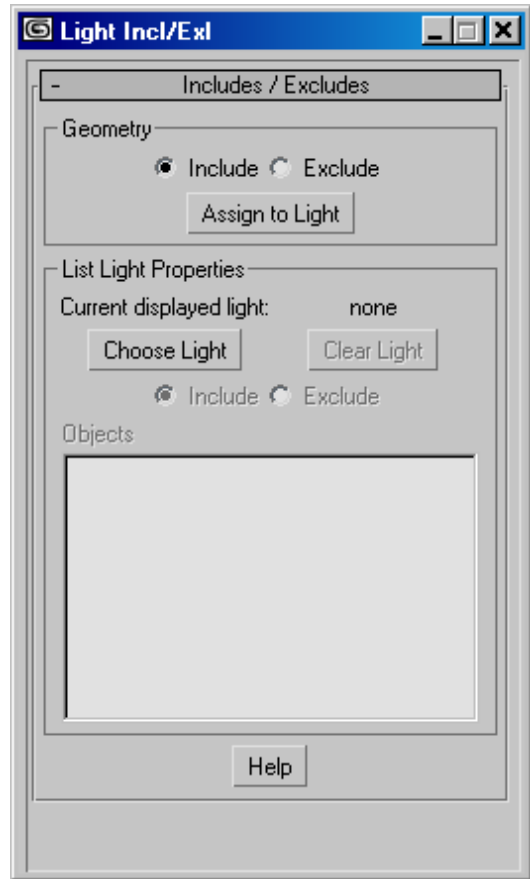 Light Incl/Exl
- Includes / Excludes
Geometry
Include Exclude
Assign to Light
List Light Properties
Current displayed light: none
Choose Light Clear Light
Include Exclude
Objects
Help